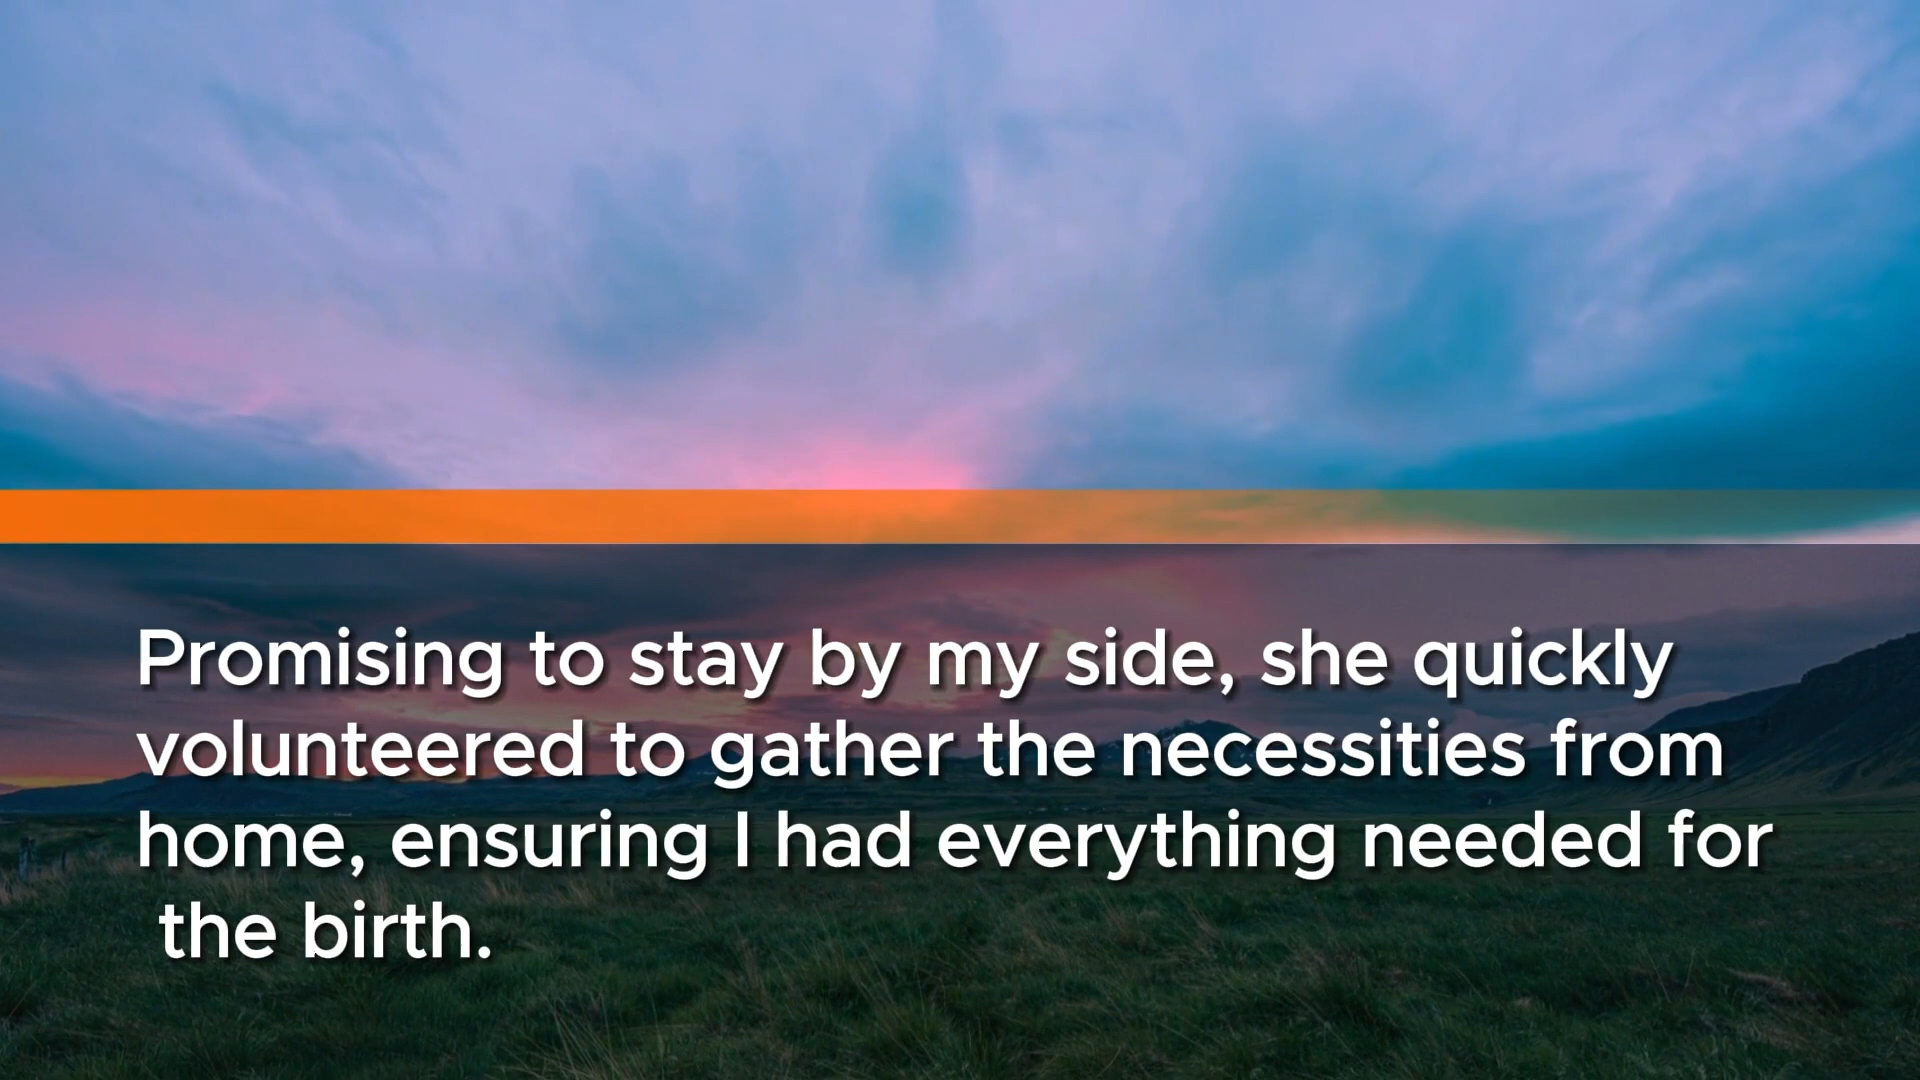 Promising to stay by my side, she quickly
volunteered to gather the necessities from
home, ensuring I had everything needed for
the birth.